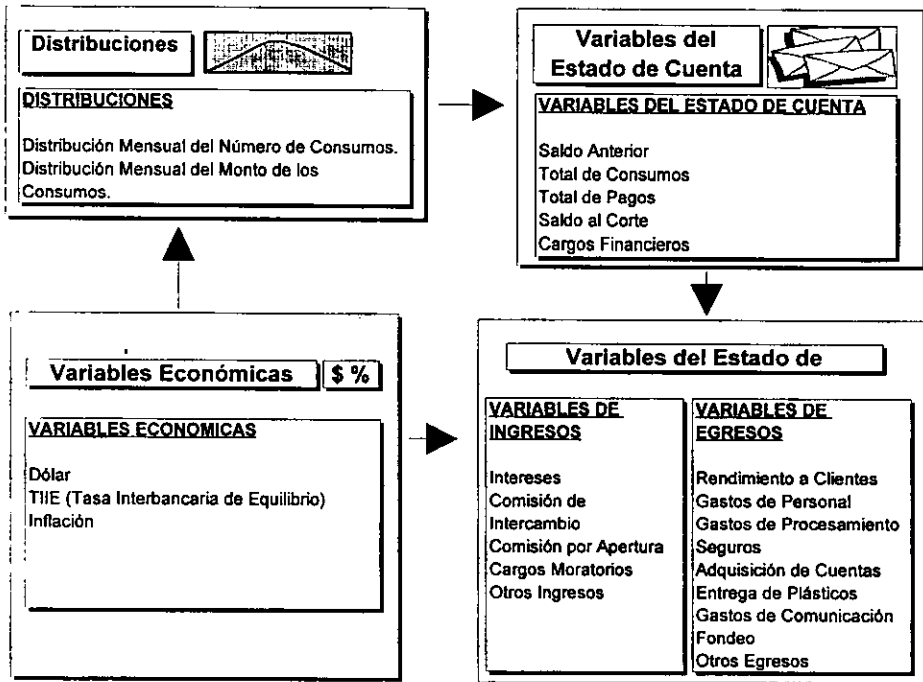 Distribuciones
DISTRIBUCIONES
Distribución Mensual del Número de Consumos.
Distribución Mensual del Monto de los
Consumos.
Variables del
Estado de Cuenta
VARIABLES DEL ESTADO DE CUENTA
Saldo Anterior
Total de Consumos
Total de Pagos
Saldo al Corte
Cargos Financieros
Variables Económicas
$ %
VARIABLES ECONOMICAS
Dólar
TIIE (Tasa Interbancaria de Equilibrio)
Inflación
Variables del Estado de
VARIABLES DE
INGRESOS
Intereses
Comisión de
Intercambio
Comisión por Apertura
Cargos Moratorios
Otros Ingresos
VARIABLES DE
EGRESOS
Rendimiento a Clientes
Gastos de Personal
Gastos de Procesamiento
Seguros
Adquisición de Cuentas
Entrega de Plásticos
Gastos de Comunicación
Fondeo
Otros Egresos